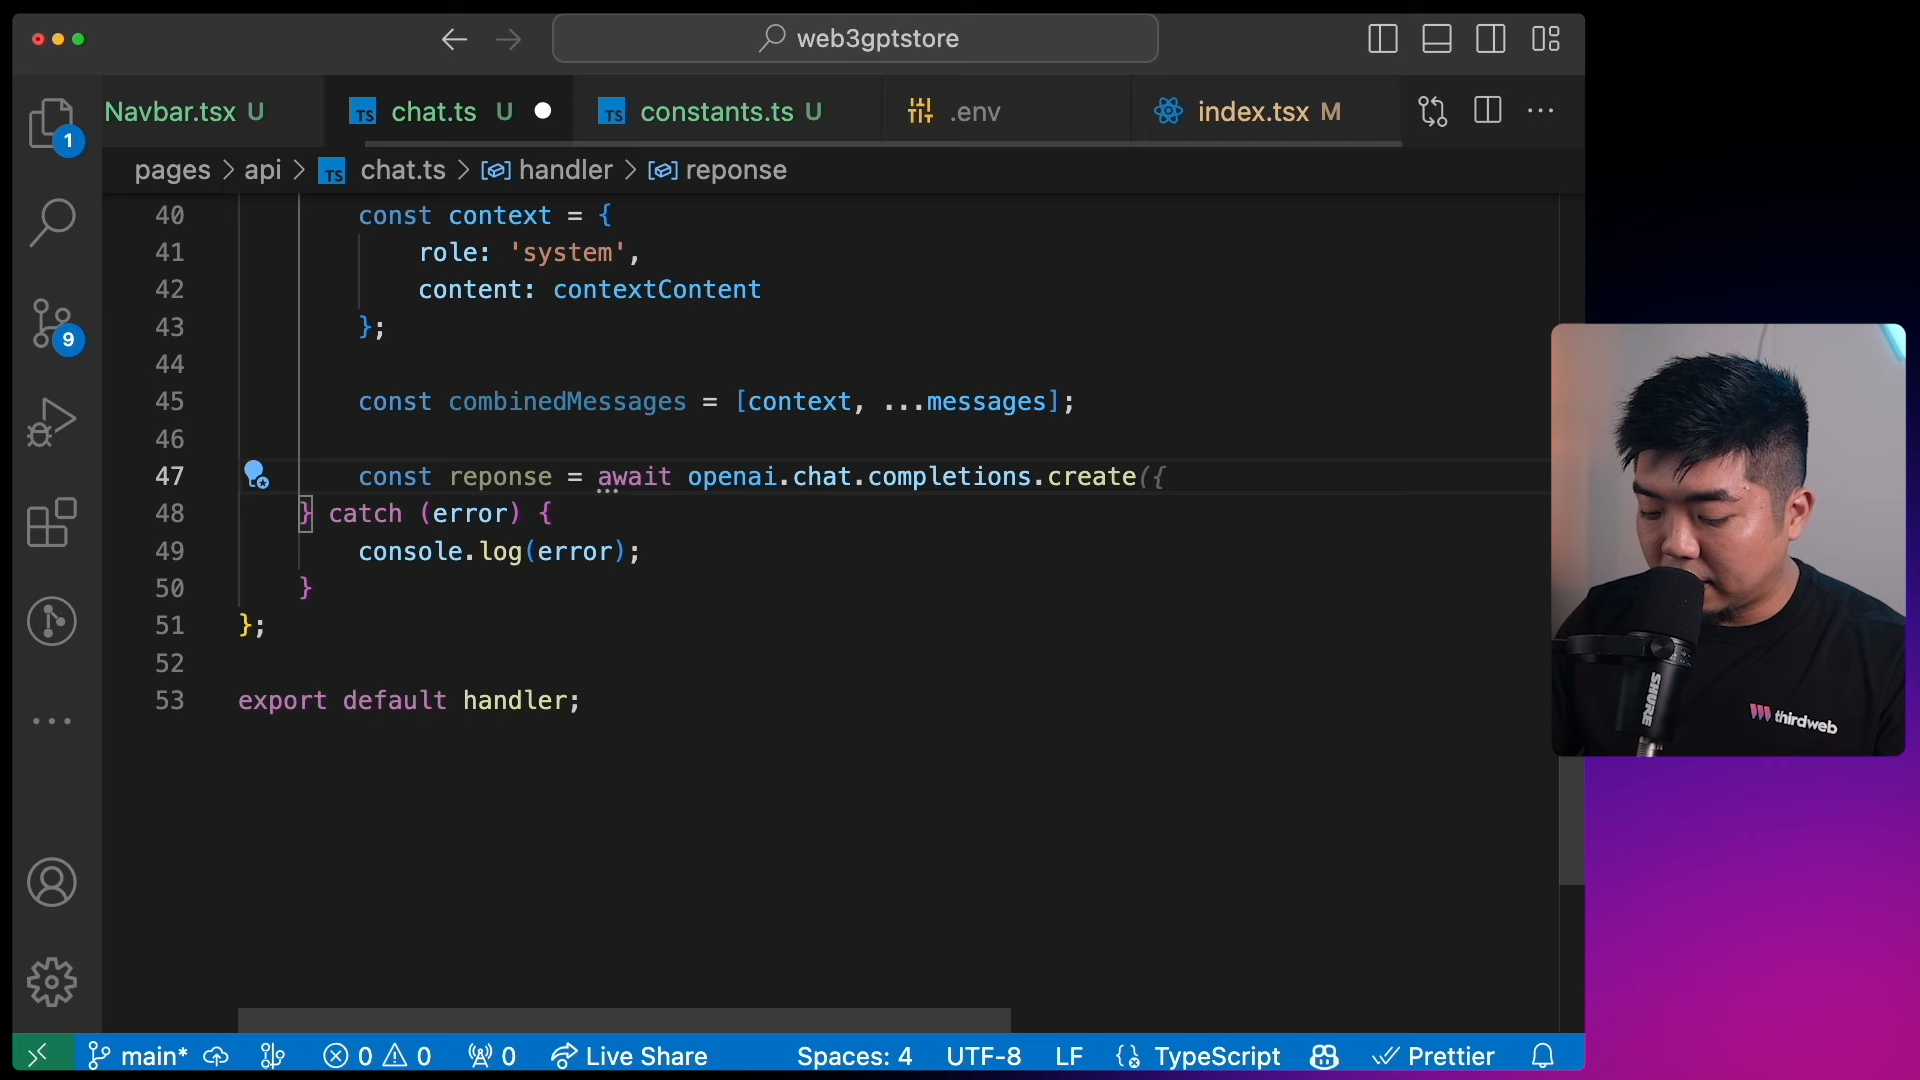 web3gptstore
Navbar.tsx U
TS chat.ts U
TS constants.ts U
.env
index.tsx M
pages > api > TS chat.ts > handler > reponse
1
9
40 const context = {
41 role: 'system',
42 content: contextContent
43 };
44
45 const combinedMessages = [context, ...messages];
46
47 const reponse = await openai.chat.completions.create({
48 } catch (error) {
49 console.log(error);
50 }
51 };
52
53 export default handler;
SHURE
thirdweb
main* 0 0 0 Live Share Spaces: 4 UTF-8 LF TypeScript Prettier